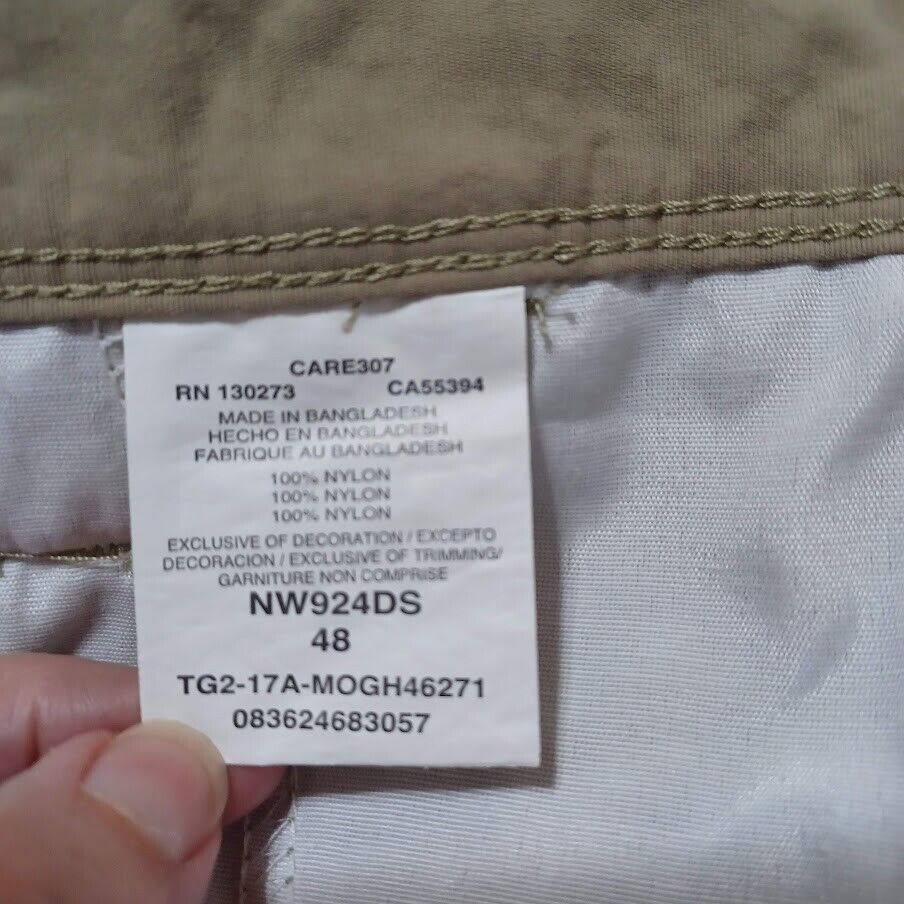 CARE307
RN 130273 CA55394
MADE IN BANGLADESH
HECHO EN BANGLADESH
FABRIQUE AU BANGLADESH
100% NYLON
100% NYLON
100% NYLON
EXCLUSIVE OF DECORATION / EXCEPTO
DECORACION / EXCLUSIVE OF TRIMMING/
GARNITURE NON COMPRISE
NW924DS
48
TG2-17A-MOGH46271
083624683057